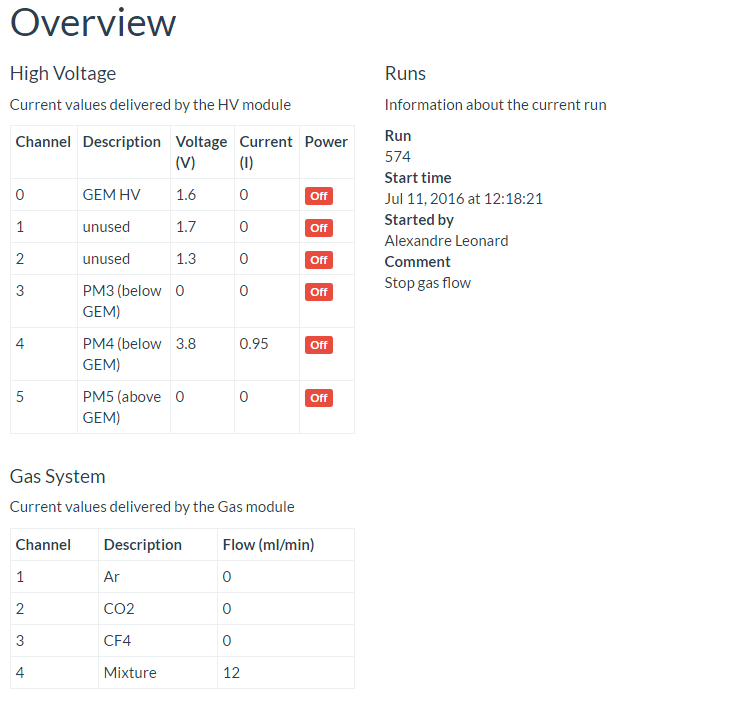 Overview
High Voltage
Current values delivered by the HV module
Channel Description Voltage (V) Current (I) Power
0 GEM HV 1.6 0 Off
1 unused 1.7 0 Off
2 unused 1.3 0 Off
3 PM3 (below GEM) 0 0 Off
4 PM4 (below GEM) 3.8 0.95 Off
5 PM5 (above GEM) 0 0 Off
Gas System
Current values delivered by the Gas module
Channel Description Flow (ml/min)
1 Ar 0
2 CO2 0
3 CF4 0
4 Mixture 12
Runs
Information about the current run
Run
574
Start time
Jul 11, 2016 at 12:18:21
Started by
Alexandre Leonard
Comment
Stop gas flow